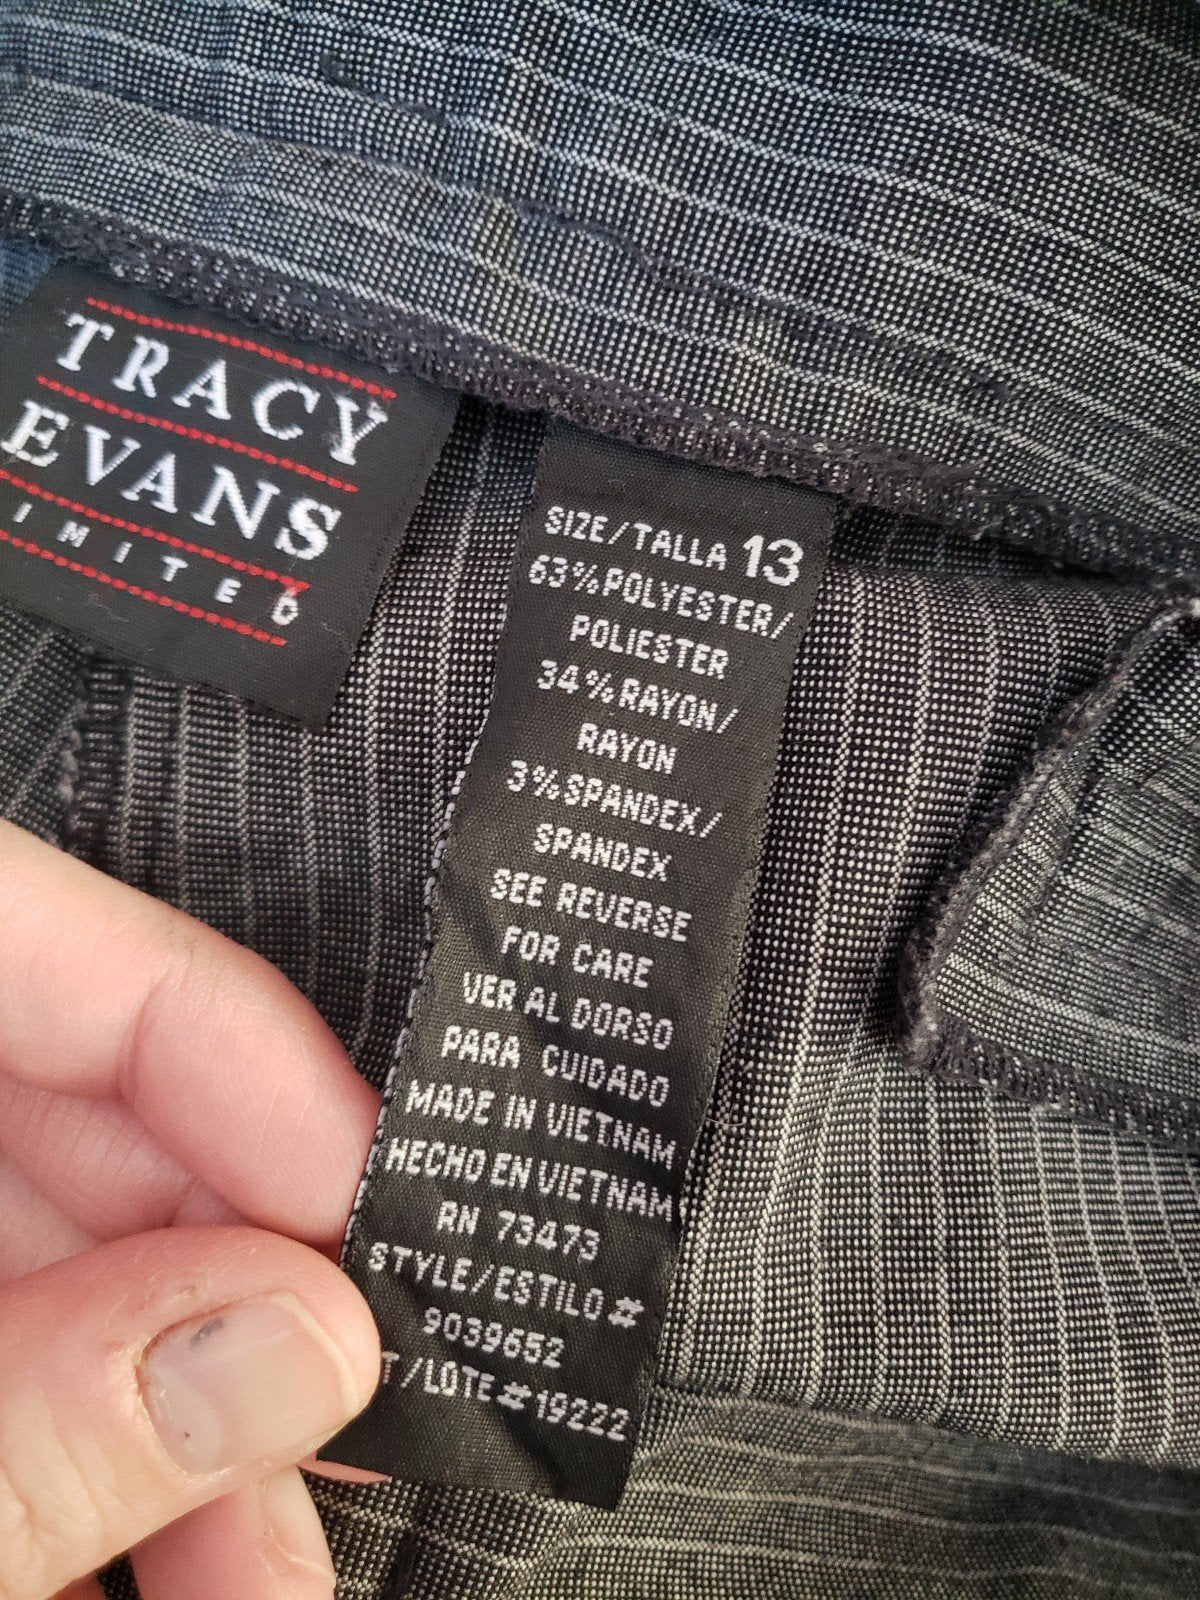 TRACY
EVANS
IMITED
SIZE/TALLA 13
63%POLYESTER/
POLIESTER
34%RAYON/
RAYON
3%SPANDEX/
SPANDEX
SEE REVERSE
FOR CARE
VER AL DORSO
PARA CUIDADO
MADE IN VIETNAM
HECHO EN VIETNAM
RN 73473
STYLE/ESTILO#
9039652
T/LOTE#19222